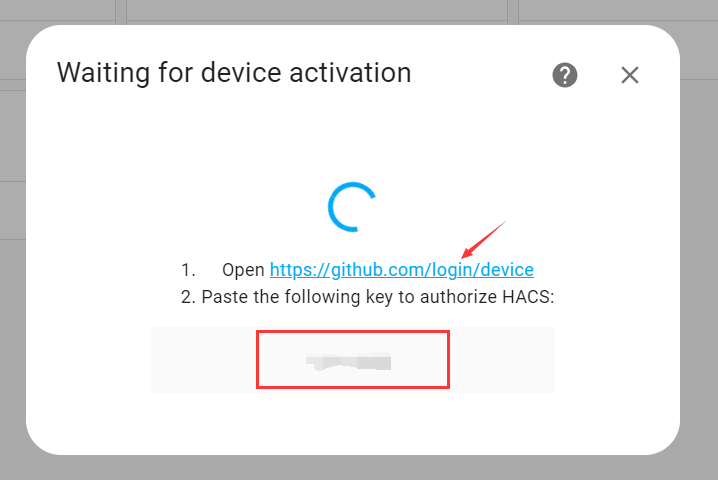 Waiting for device activation
1. Open https://github.com/login/device
2. Paste the following key to authorize HACS: